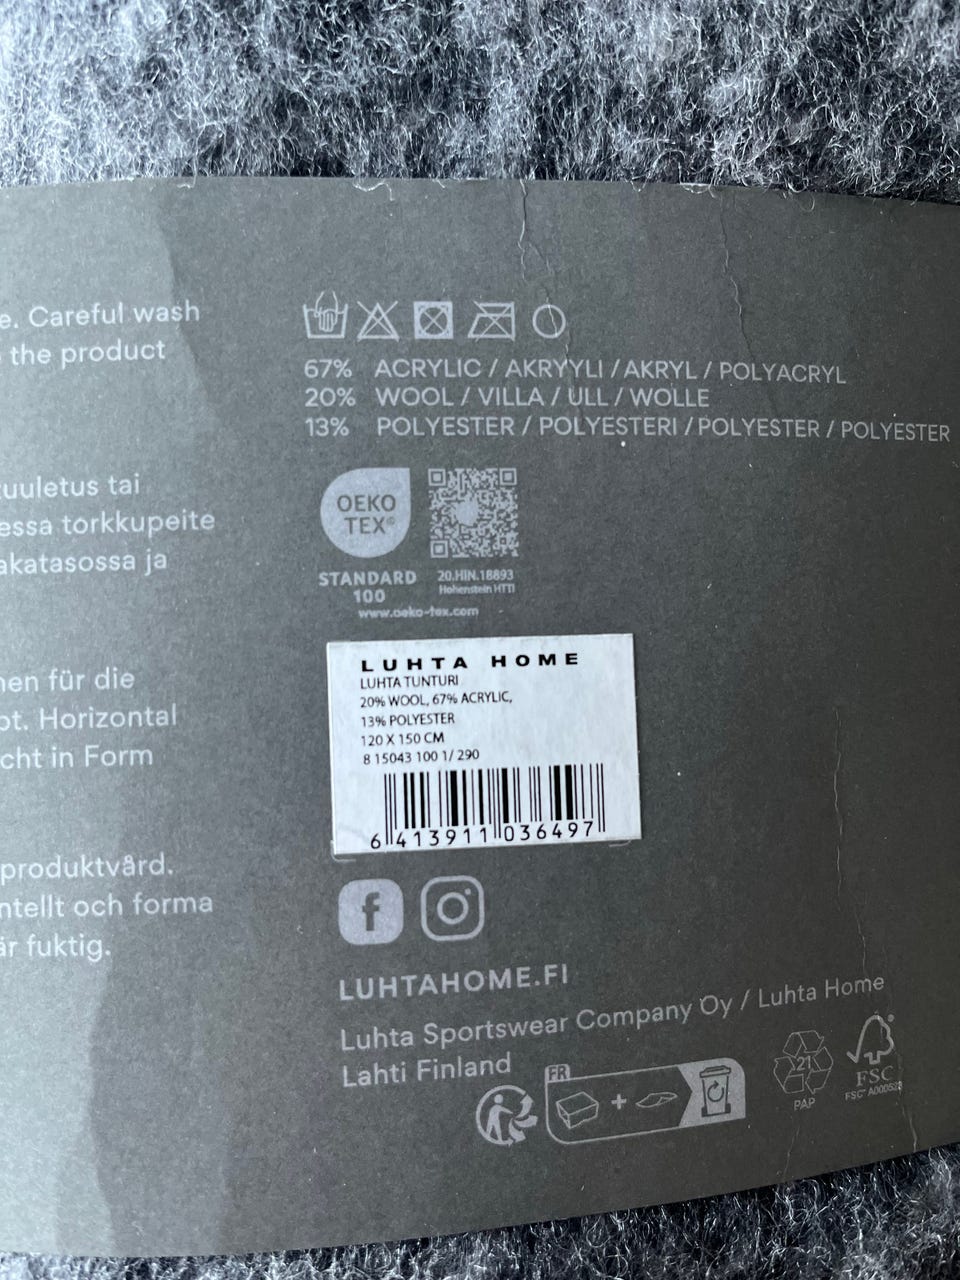 e. Careful wash
the product
67% ACRYLIC / AKRYYLI / AKRYL / POLYACRYL
20% WOOL / VILLA / ULL / WOLLE
13% POLYESTER / POLYESTERI / POLYESTER / POLYESTER
tuuletus tai
essa torkkupeite
akatasossa ja
OEKO
TEX®
STANDARD
100
20.HIN.18893
Hohenstein HTTI
www.oeko-tex.com
nen für die
pt. Horizontal
cht in Form
LUHTA HOME
LUHTA TUNTURI
20% WOOL, 67% ACRYLIC,
13% POLYESTER
120 X 150 CM
8 15043 100 1/ 290
6 413911 036497
produktvård.
ntellt och forma
är fuktig.
f
LUHTAHOME.FI
Luhta Sportswear Company Oy / Luhta Home
Lahti Finland
FR
+
21
PAP
FSC